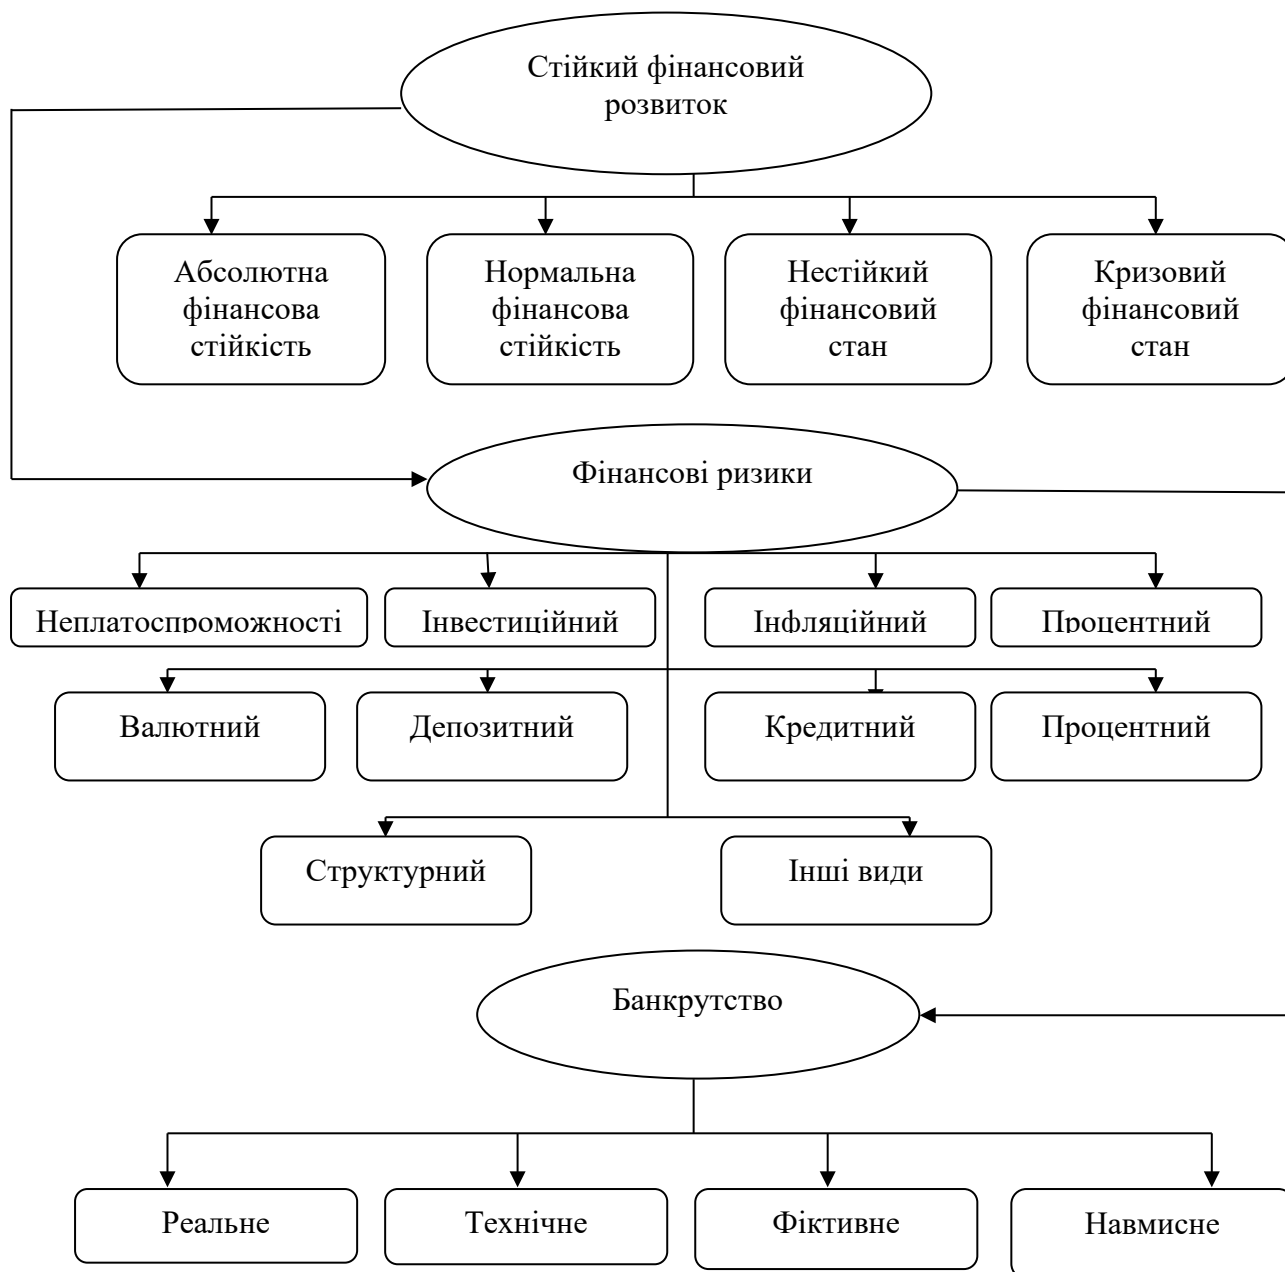 Стійкий фінансовий
розвиток
Абсолютна
фінансова
стійкість
Нормальна
фінансова
стійкість
Нестійкий
фінансовий
стан
Кризовий
фінансовий
стан
Фінансові ризики
Неплатоспроможності
Інвестиційний
Інфляційний
Процентний
Валютний
Депозитний
Кредитний
Процентний
Структурний
Інші види
Банкрутство
Реальне
Технічне
Фіктивне
Навмисне